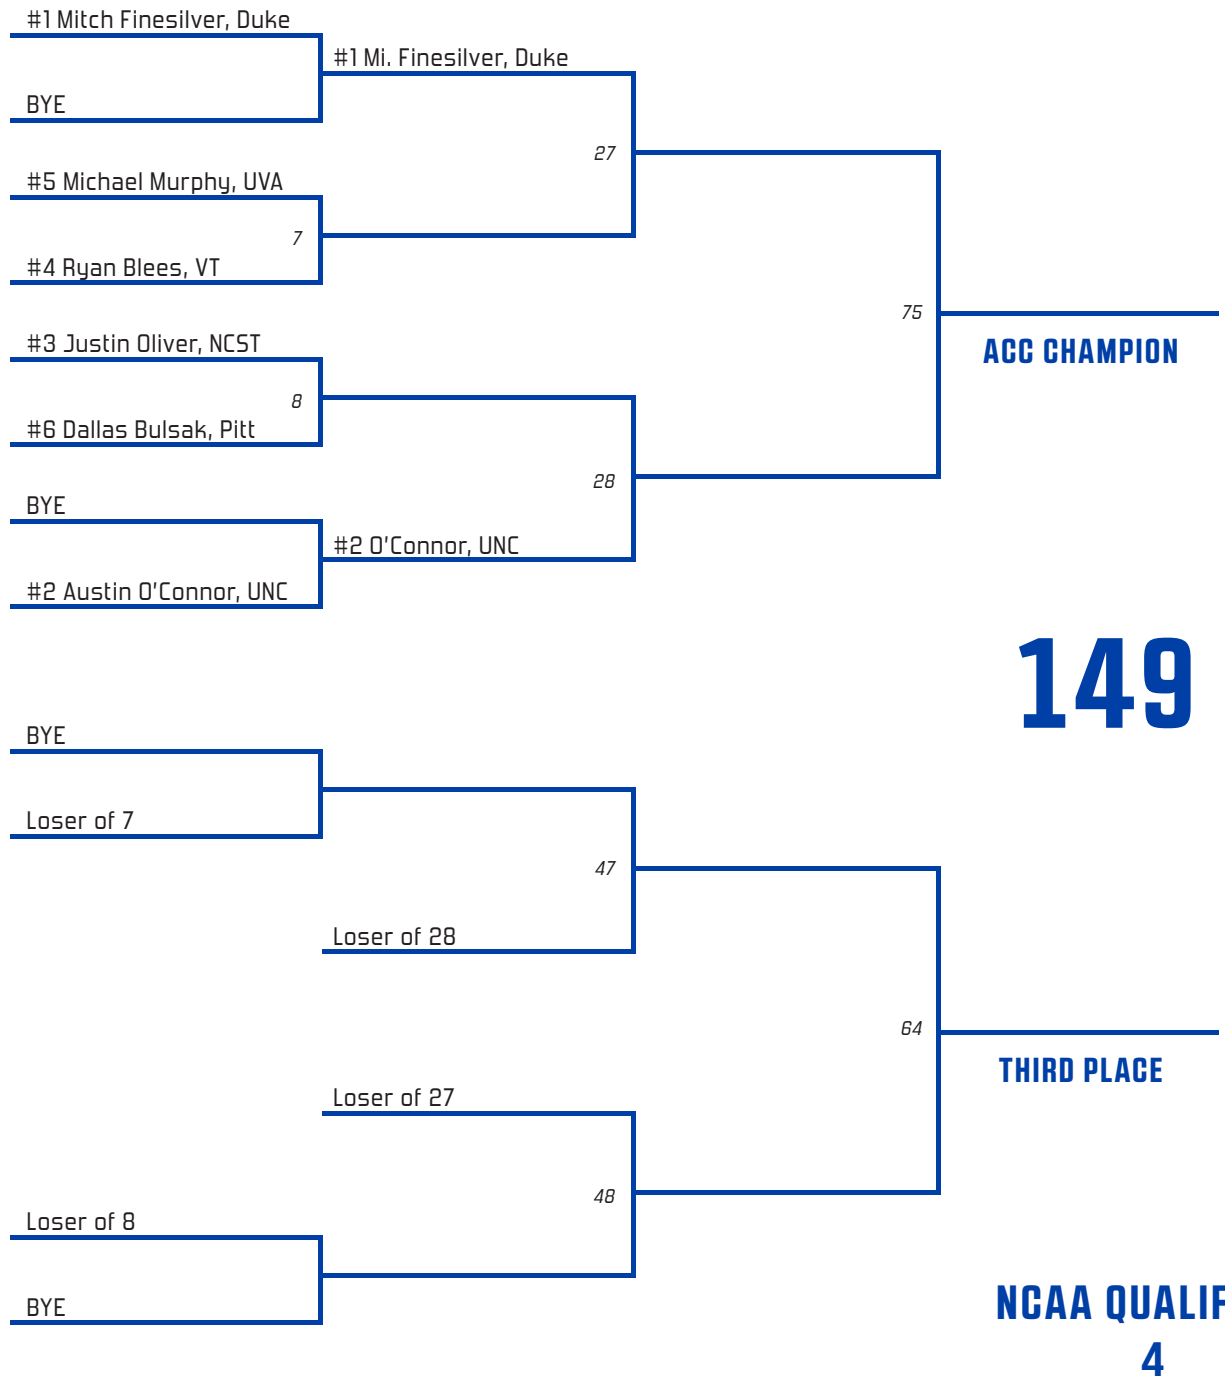 #1 Mitch Finesilver, Duke
#1 Mi. Finesilver, Duke
BYE
27
#5 Michael Murphy, UVA
7
#4 Ryan Blees, VT
75
ACC CHAMPION
#3 Justin Oliver, NCST
8
#6 Dallas Bulsak, Pitt
28
BYE
#2 O'Connor, UNC
#2 Austin O'Connor, UNC
149
BYE
Loser of 7
47
Loser of 28
64
THIRD PLACE
Loser of 27
48
Loser of 8
BYE
NCAA QUALIF
4